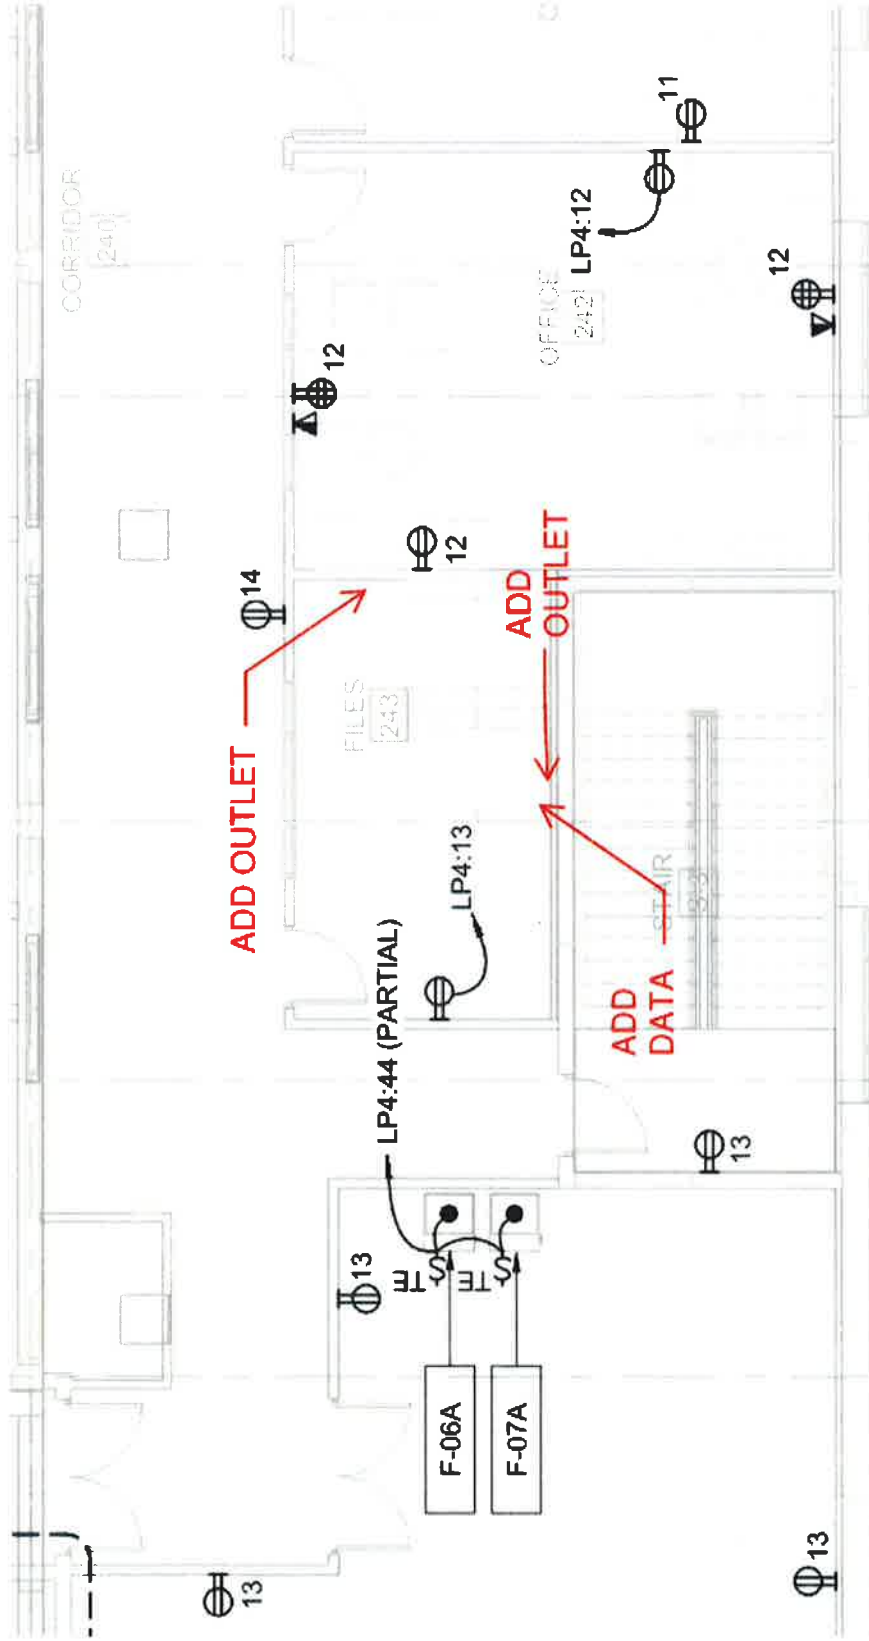 CORRIDOR
240
11
LP4:12
OFFICE
242
12
12
12
14
ADD
OUTLET
ADD OUTLET
FILES
243
LP4:13
STAIR
ADD
DATA
LP4:44 (PARTIAL)
13
13
TE
S
TE
S
F-06A
F-07A
13
13